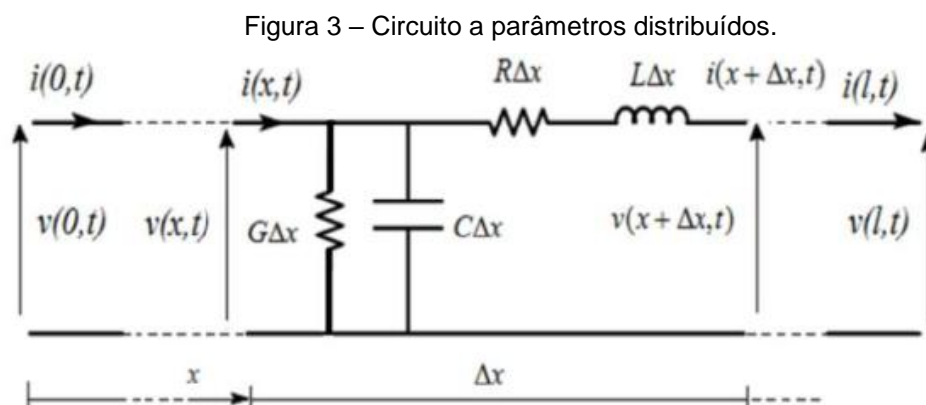 Figura 3 – Circuito a parâmetros distribuídos.
i(0,t) i(x,t) RΔx LΔx i(x + Δx,t) i(l,t)
v(0,t) v(x,t) GΔx CΔx v(x + Δx,t) v(l,t)
x Δx